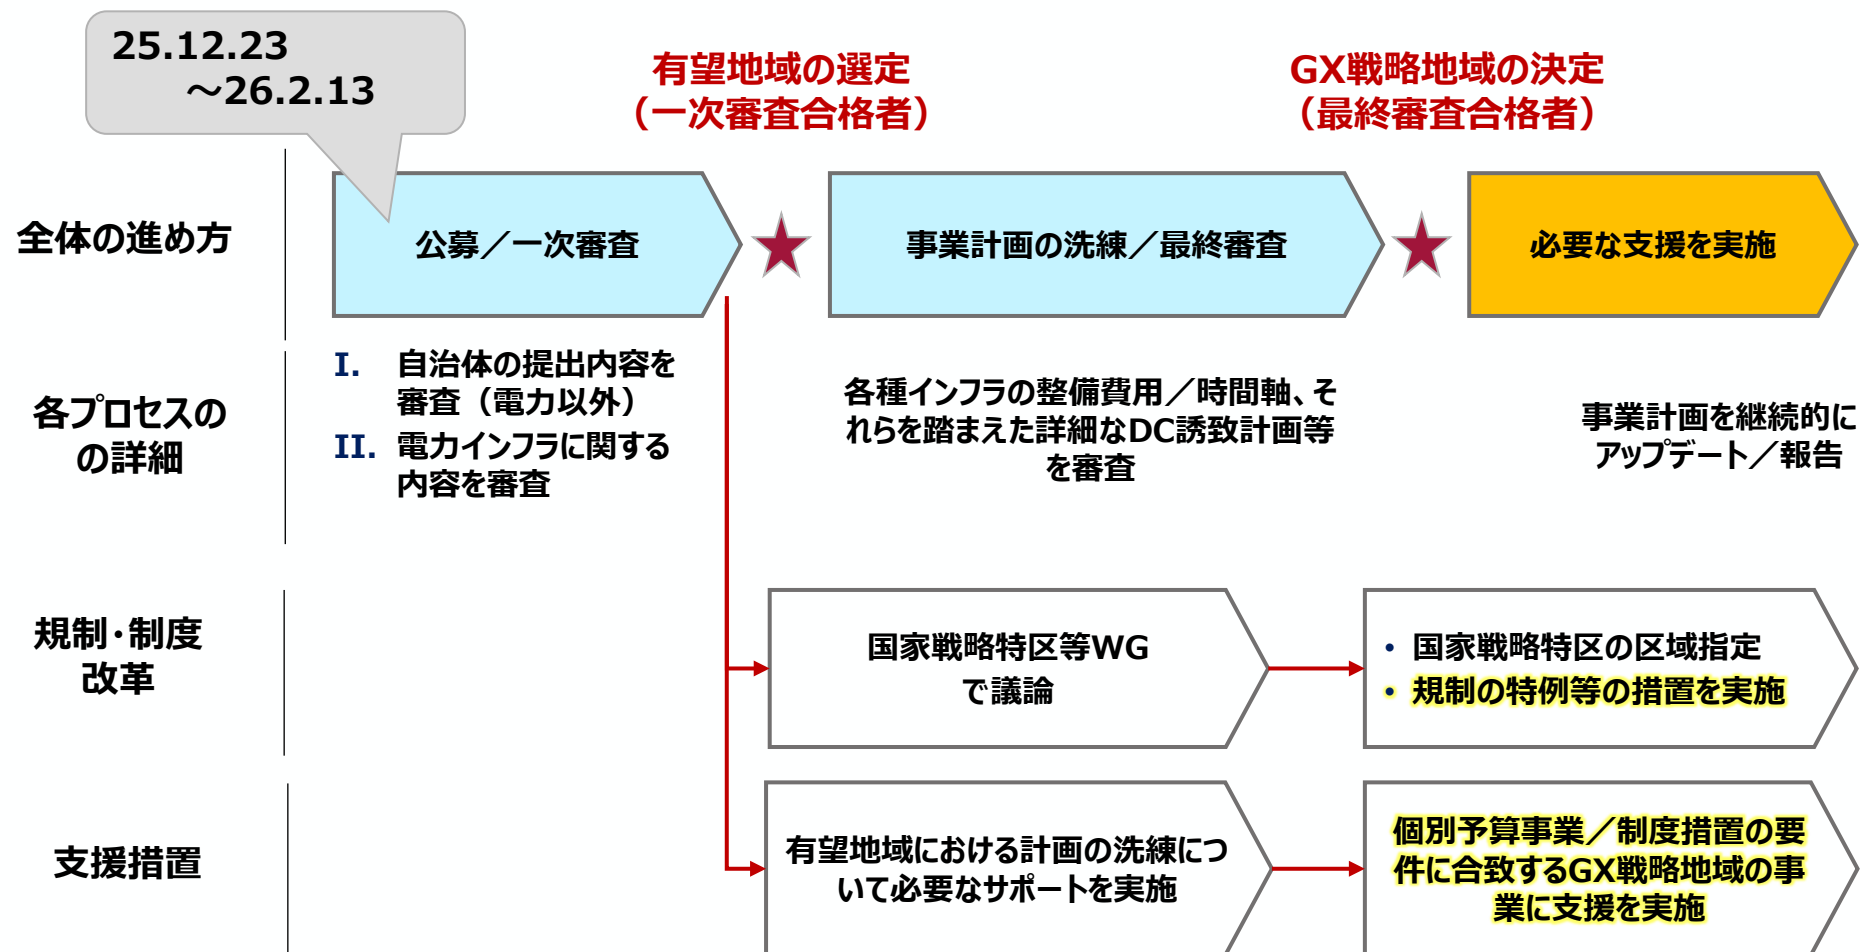 25.12.23
～26.2.13
有望地域の選定
（一次審査合格者）
GX戦略地域の決定
（最終審査合格者）
全体の進め方
公募／一次審査
事業計画の洗練／最終審査
必要な支援を実施
各プロセスの
の詳細
I. 自治体の提出内容を
審査（電力以外）
II. 電力インフラに関する
内容を審査
各種インフラの整備費用／時間軸、そ
れらを踏まえた詳細なDC誘致計画等
を審査
事業計画を継続的に
アップデート／報告
規制･制度
改革
国家戦略特区等WG
で議論
• 国家戦略特区の区域指定
• 規制の特例等の措置を実施
支援措置
有望地域における計画の洗練につ
いて必要なサポートを実施
個別予算事業／制度措置の要
件に合致するGX戦略地域の事
業に支援を実施